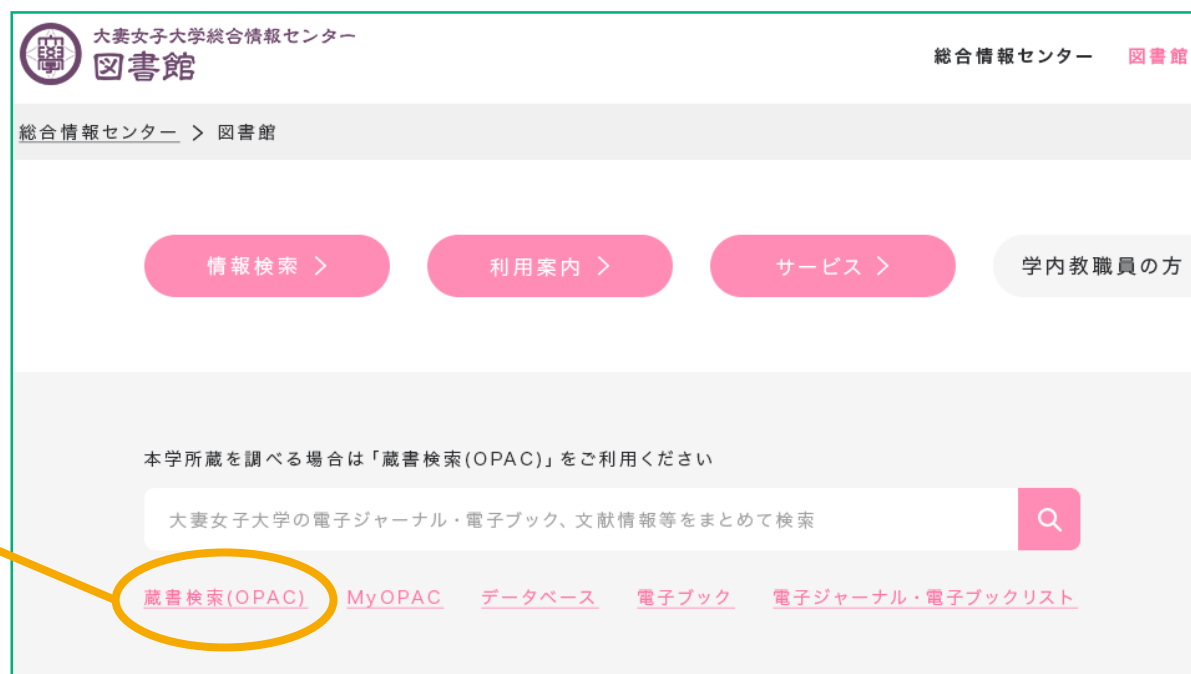 大妻女子大学総合情報センター
図書館
総合情報センター 図書館
総合情報センター > 図書館
情報検索 >
利用案内 >
サービス >
学内教職員の方
本学所蔵を調べる場合は「蔵書検索(OPAC)」をご利用ください
大妻女子大学の電子ジャーナル・電子ブック、文献情報等をまとめて検索
蔵書検索(OPAC) MyOPAC データベース 電子ブック 電子ジャーナル・電子ブックリスト